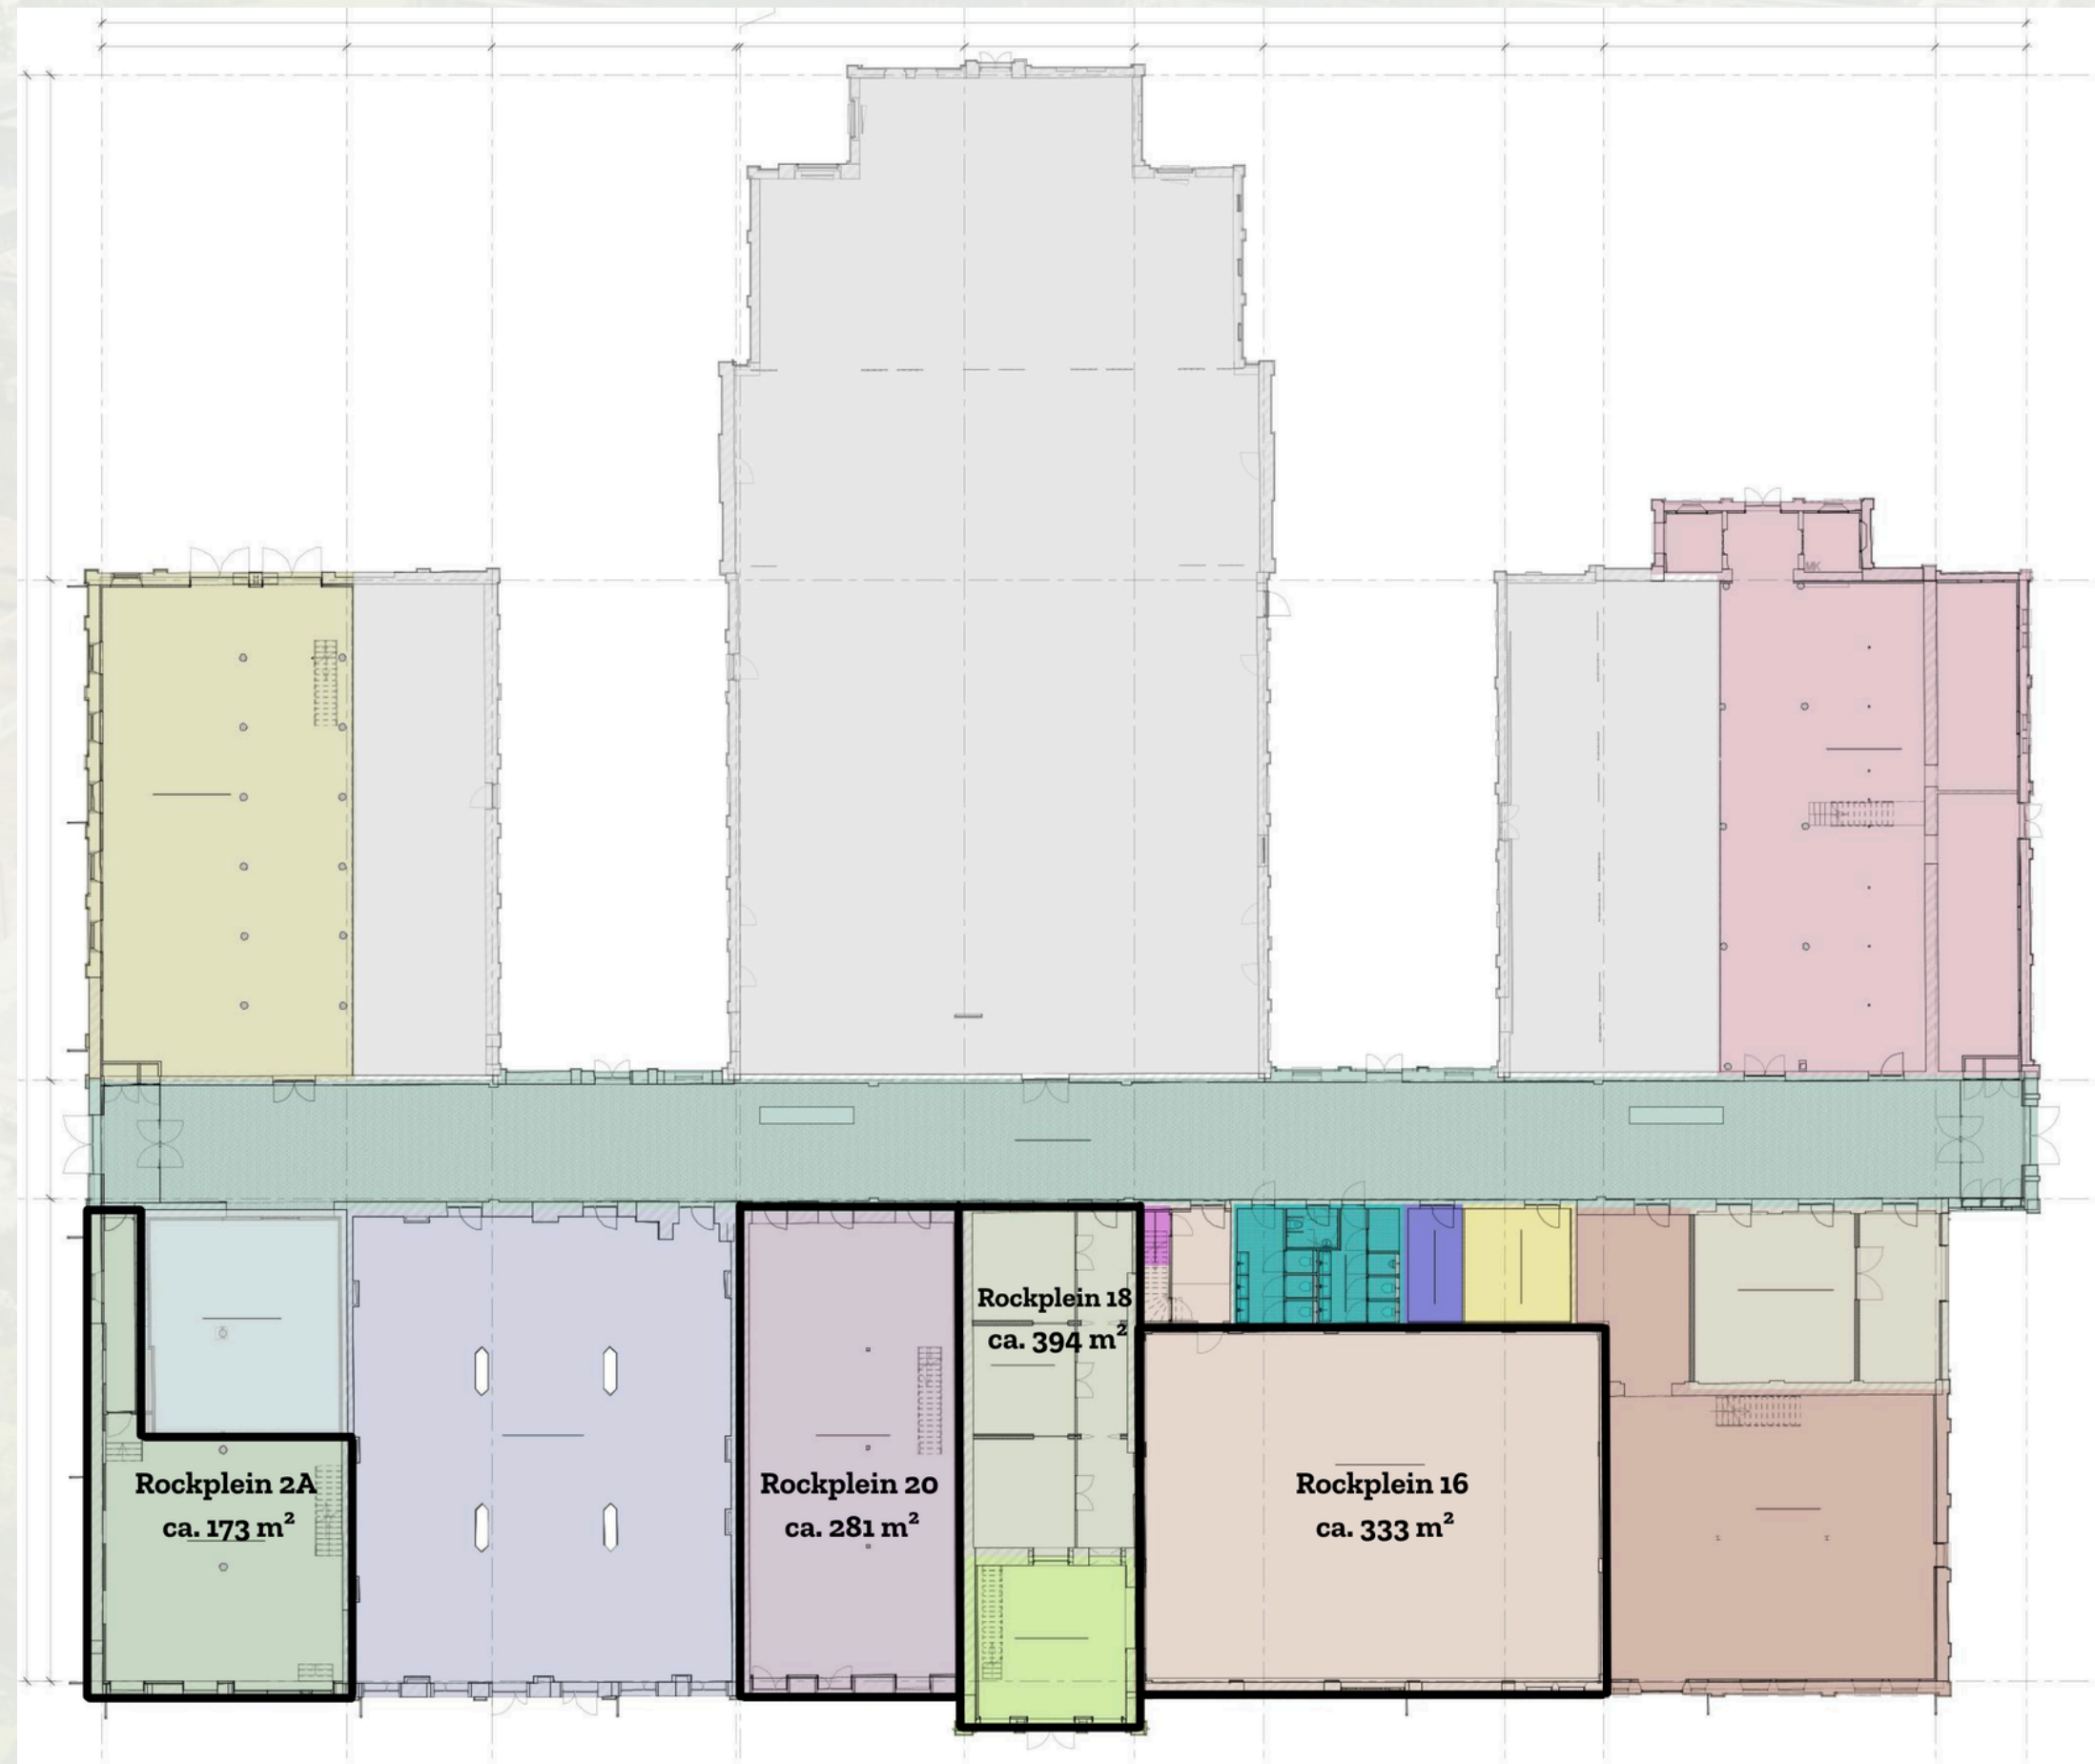 MK
Rockplein 18
ca. 394 m²
Rockplein 2A
ca. 173 m²
Rockplein 20
ca. 281 m²
Rockplein 16
ca. 333 m²